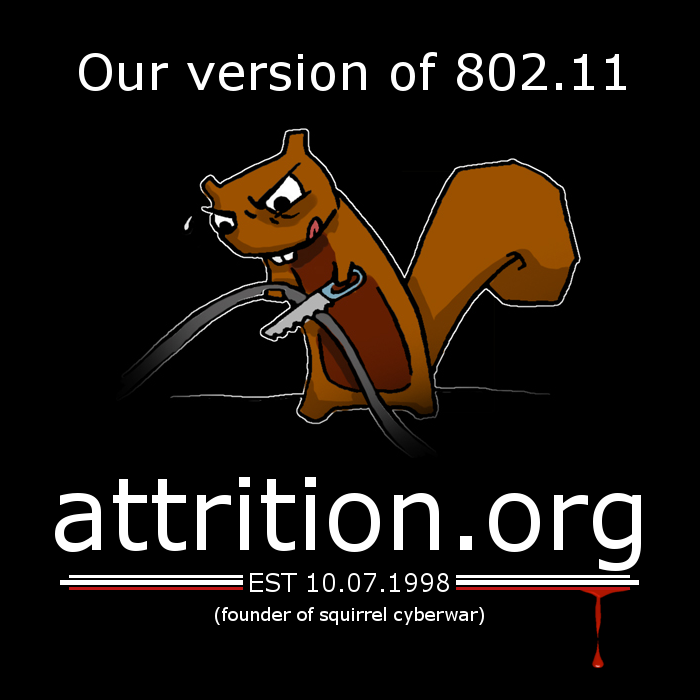 Our version of 802.11
attrition.org
EST 10.07.1998
(founder of squirrel cyberwar)